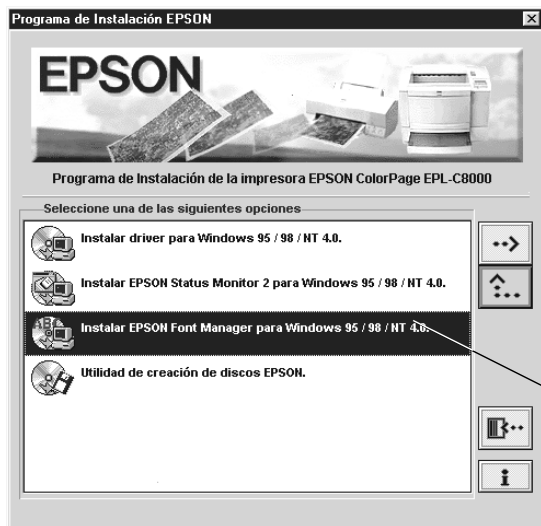 Programa de Instalación EPSON
EPSON
Programa de Instalación de la impresora EPSON ColorPage EPL-C8000
Seleccione una de las siguientes opciones
Instalar driver para Windows 95 / 98 / NT 4.0.
Instalar EPSON Status Monitor 2 para Windows 95 / 98 / NT 4.0.
Instalar EPSON Font Manager para Windows 95 / 98 / NT 4.0.
Utilidad de creación de discos EPSON.